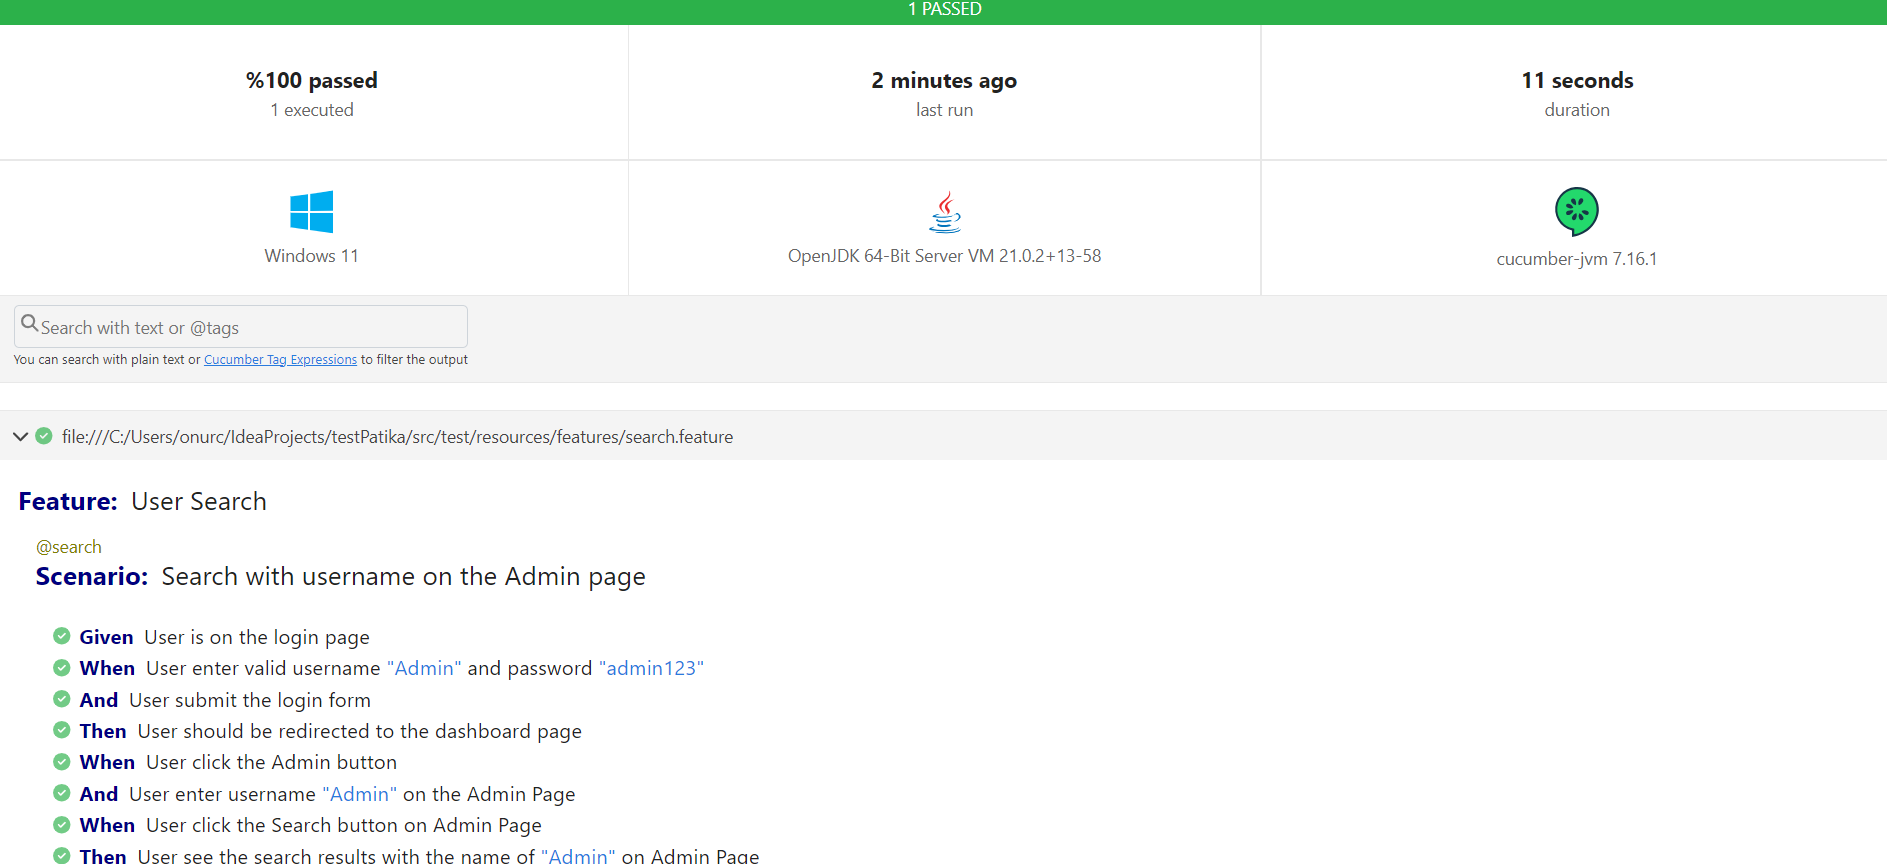 1 PASSED
%100 passed
1 executed
2 minutes ago
last run
11 seconds
duration
Windows 11
OpenJDK 64-Bit Server VM 21.0.2+13-58
cucumber-jvm 7.16.1
Search with text or @tags
You can search with plain text or Cucumber Tag Expressions to filter the output
file:///C:/Users/onurc/IdeaProjects/testPatika/src/test/resources/features/search.feature
Feature: User Search
@search
Scenario: Search with username on the Admin page
Given User is on the login page
When User enter valid username "Admin" and password "admin123"
And User submit the login form
Then User should be redirected to the dashboard page
When User click the Admin button
And User enter username "Admin" on the Admin Page
When User click the Search button on Admin Page
Then User see the search results with the name of "Admin" on Admin Page